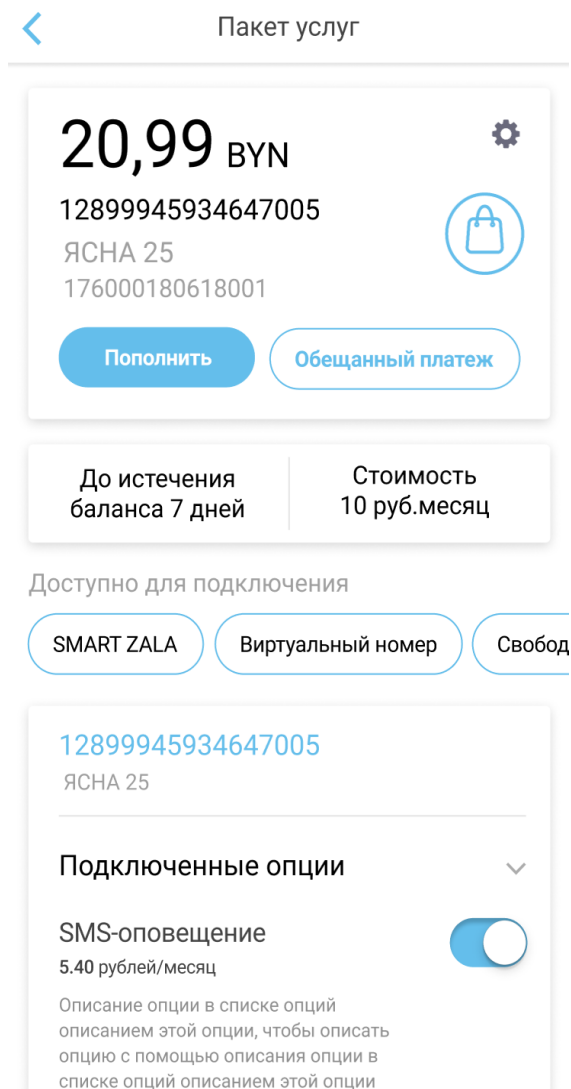 Пакет услуг
20,99 BYN
12899945934647005
ЯСНА 25
176000180618001
Пополнить
Обещанный платеж
До истечения
баланса 7 дней
Стоимость
10 руб.месяц
Доступно для подключения
SMART ZALA
Виртуальный номер
Свобод
12899945934647005
ЯСНА 25
Подключенные опции
SMS-оповещение
5.40 рублей/месяц
Описание опции в списке опций
описанием этой опции, чтобы описать
опцию с помощью описания опции в
списке опций описанием этой опции